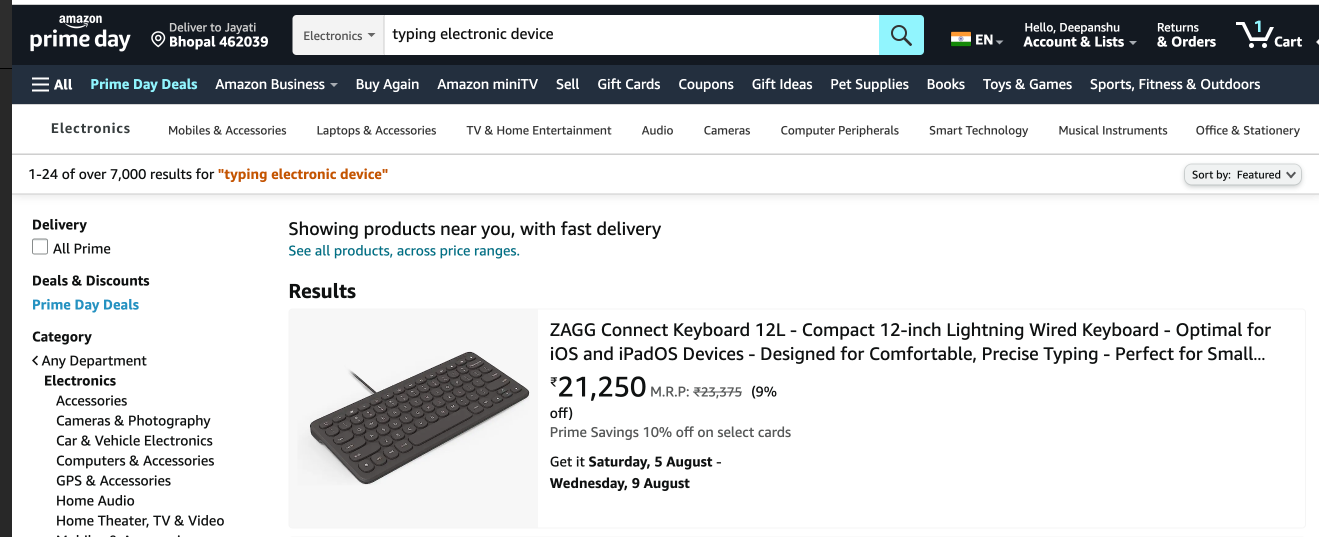 amazon
prime day
Deliver to Jayati
Bhopal 462039
Electronics
typing electronic device
EN
Hello, Deepanshu
Account & Lists
Returns
& Orders
1
Cart
All
Prime Day Deals
Amazon Business
Buy Again
Amazon miniTV
Sell
Gift Cards
Coupons
Gift Ideas
Pet Supplies
Books
Toys & Games
Sports, Fitness & Outdoors
Electronics
Mobiles & Accessories
Laptops & Accessories
TV & Home Entertainment
Audio
Cameras
Computer Peripherals
Smart Technology
Musical Instruments
Office & Stationery
1-24 of over 7,000 results for "typing electronic device"
Sort by: Featured
Delivery
All Prime
Deals & Discounts
Prime Day Deals
Category
Any Department
Electronics
Accessories
Cameras & Photography
Car & Vehicle Electronics
Computers & Accessories
GPS & Accessories
Home Audio
Home Theater, TV & Video
Showing products near you, with fast delivery
See all products, across price ranges.
Results
ZAGG Connect Keyboard 12L - Compact 12-inch Lightning Wired Keyboard - Optimal for
iOS and iPadOS Devices - Designed for Comfortable, Precise Typing - Perfect for Small...
₹21,250 M.R.P: ₹23,375 (9%
off)
Prime Savings 10% off on select cards
Get it Saturday, 5 August -
Wednesday, 9 August